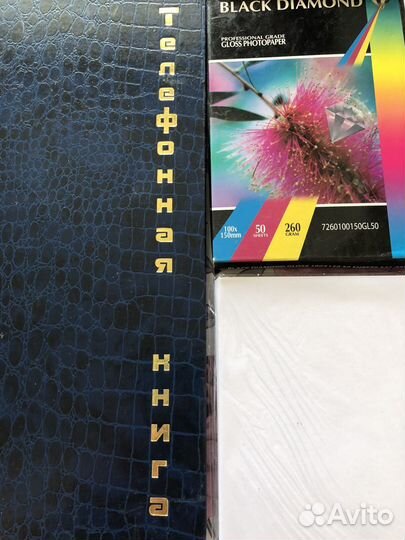 Телефонная книга
BLACK DIAMOND
PROFESSIONAL GRADE
GLOSS PHOTOPAPER
100x
150mm
50
SHEETS
260
GRAM
7260100150GL50
Avito